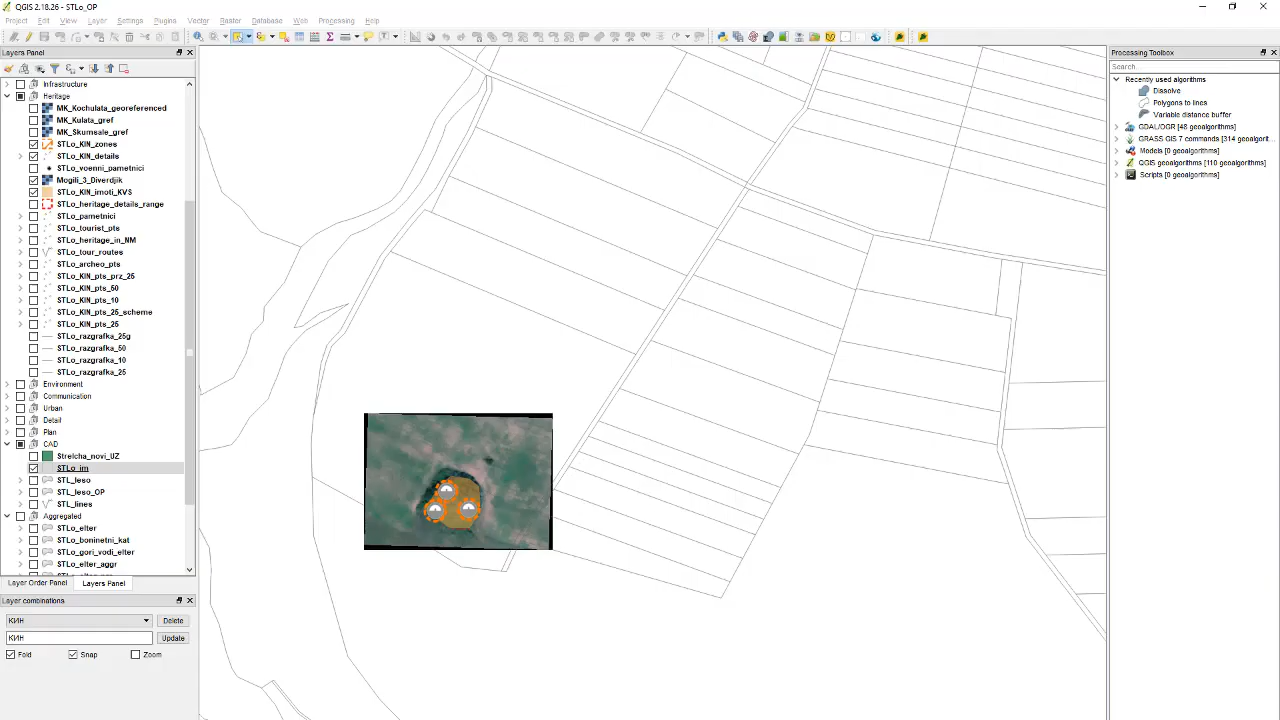 QGIS 2.18.26 - STLo_OP
Project Edit View Layer Settings Plugins Vector Raster Database Web Processing Help
Layers Panel
Infrastructure
Heritage
MK_Kochulata_georeferenced
MK_Kulata_gref
MK_Skumsale_gref
STLo_KIN_zones
STLo_KIN_details
STLo_voenni_pametnici
Mogili_3_Diverdjik
STLo_KIN_imoti_KVS
STLo_heritage_details_range
STLo_pametnici
STLo_tourist_pts
STLo_heritage_in_NM
STLo_tour_routes
STLo_archeo_pts
STLo_KIN_pts_prz_25
STLo_KIN_pts_50
STLo_KIN_pts_10
STLo_KIN_pts_25_scheme
STLo_KIN_pts_25
STLo_razgrafka_25g
STLo_razgrafka_50
STLo_razgrafka_10
STLo_razgrafka_25
Environment
Communication
Urban
Detail
Plan
CAD
Strelcha_novi_UZ
STLo_im
STL_leso
STL_leso_OP
STL_lines
Aggregated
STLo_elter
STLo_boninetni_kat
STLo_gori_vodi_elter
STLo_elter_aggr
Layer Order Panel Layers Panel
Layer combinations
КИН Delete
КИН Update
Fold Snap Zoom
Processing Toolbox
Search...
Recently used algorithms
Dissolve
Polygons to lines
Variable distance buffer
GDAL/OGR [48 geoalgorithms]
GRASS GIS 7 commands [314 geoalgorit...
Models [0 geoalgorithms]
QGIS geoalgorithms [110 geoalgorithms]
Scripts [0 geoalgorithms]